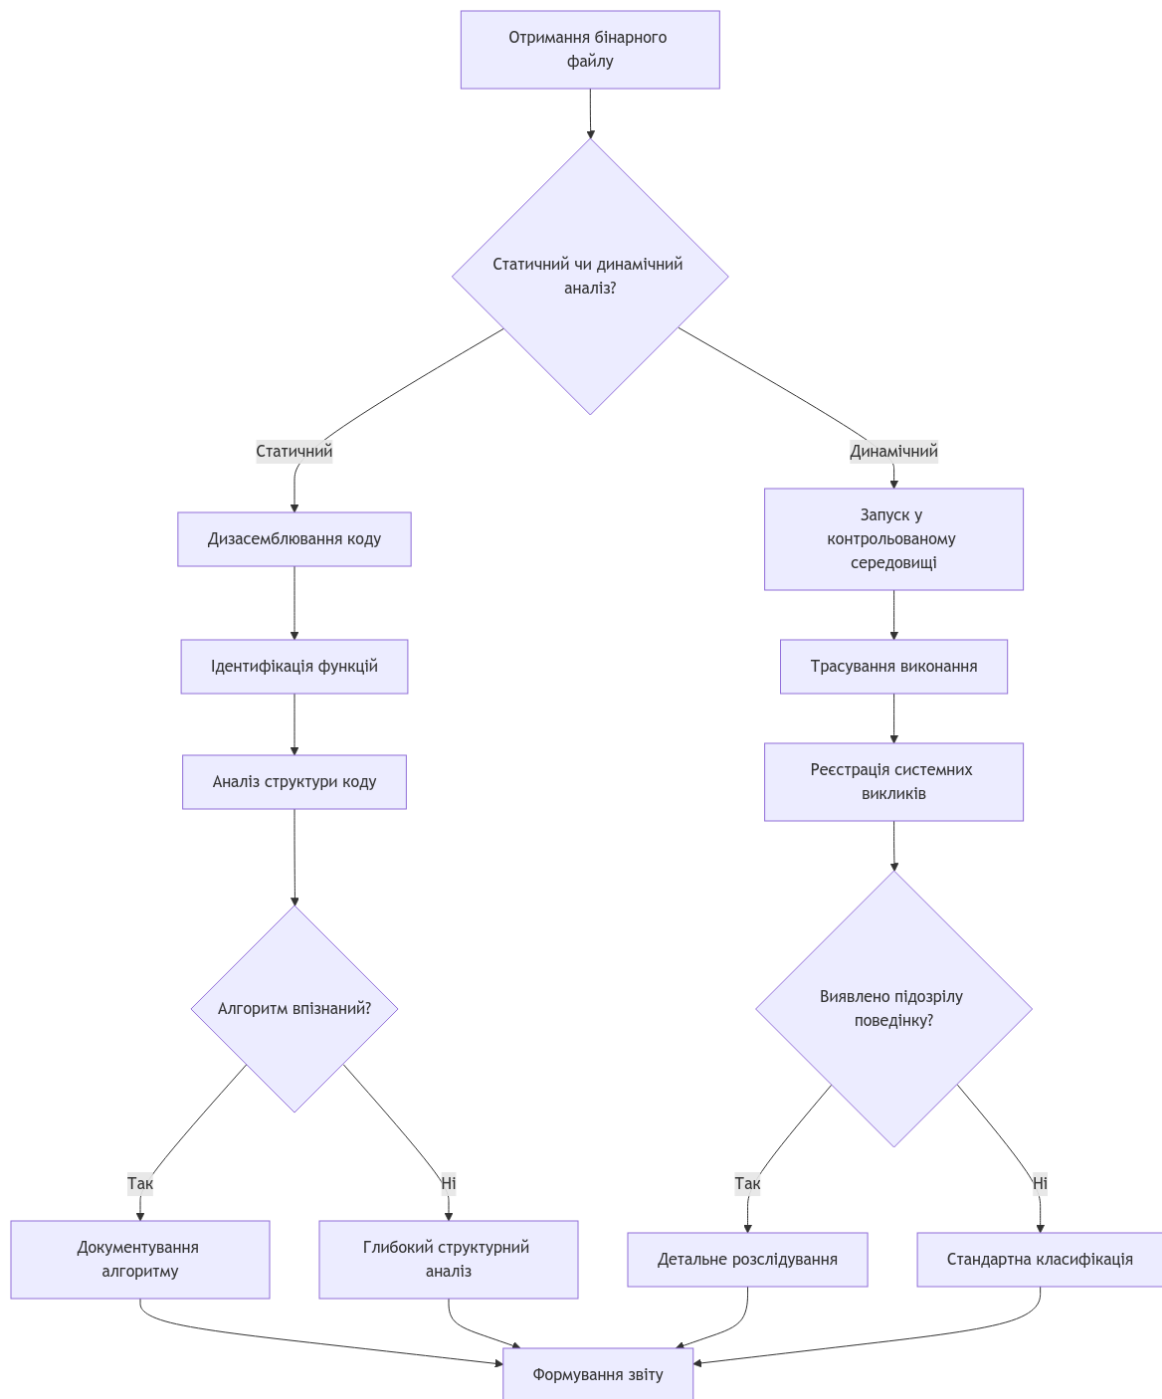 Отримання бінарного
файлу
Статичний чи динамічний
аналіз?
Статичний
Динамічний
Дизасемблювання коду
Запуск у
контрольованому
середовищі
Ідентифікація функцій
Трасування виконання
Аналіз структури коду
Реєстрація системних
викликів
Алгоритм впізнаний?
Виявлено підозрілу
поведінку?
Так
Ні
Так
Ні
Документування
алгоритму
Глибокий структурний
аналіз
Детальне розслідування
Стандартна класифікація
Формування звіту